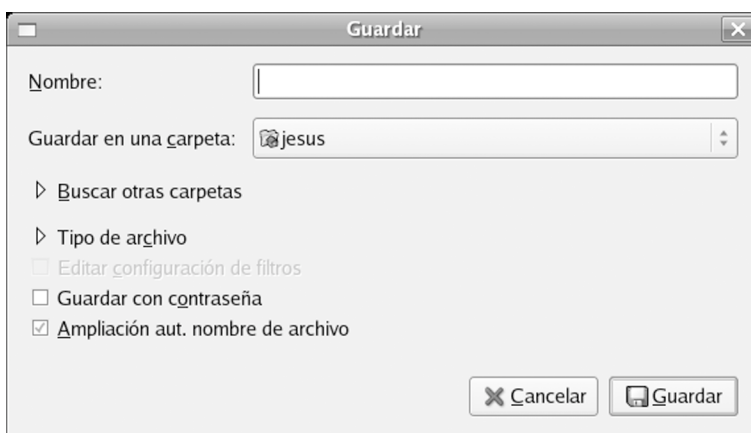 Guardar
Nombre:
Guardar en una carpeta: jesus
Buscar otras carpetas
Tipo de archivo
Editar configuración de filtros
Guardar con contraseña
Ampliación aut. nombre de archivo
Cancelar Guardar